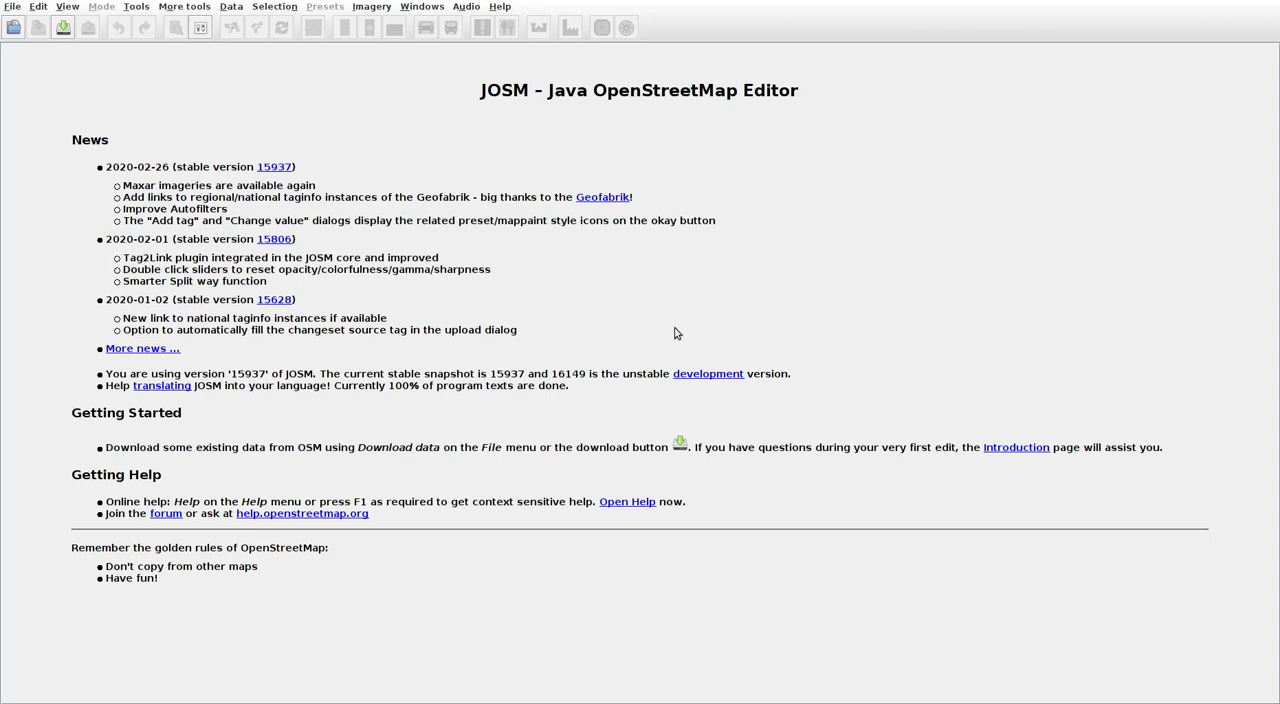 File Edit View Mode Tools More tools Data Selection Presets Imagery Windows Audio Help
JOSM – Java OpenStreetMap Editor
News
2020-02-26 (stable version 15937)
Maxar imageries are available again
Add links to regional/national taginfo instances of the Geofabrik - big thanks to the Geofabrik!
Improve Autofilters
The "Add tag" and "Change value" dialogs display the related preset/mappaint style icons on the okay button
2020-02-01 (stable version 15806)
Tag2Link plugin integrated in the JOSM core and improved
Double click sliders to reset opacity/colorfulness/gamma/sharpness
Smarter Split way function
2020-01-02 (stable version 15628)
New link to national taginfo instances if available
Option to automatically fill the changeset source tag in the upload dialog
More news ...
You are using version '15937' of JOSM. The current stable snapshot is 15937 and 16149 is the unstable development version.
Help translating JOSM into your language! Currently 100% of program texts are done.
Getting Started
Download some existing data from OSM using Download data on the File menu or the download button . If you have questions during your very first edit, the Introduction page will assist you.
Getting Help
Online help: Help on the Help menu or press F1 as required to get context sensitive help. Open Help now.
Join the forum or ask at help.openstreetmap.org
Remember the golden rules of OpenStreetMap:
Don't copy from other maps
Have fun!